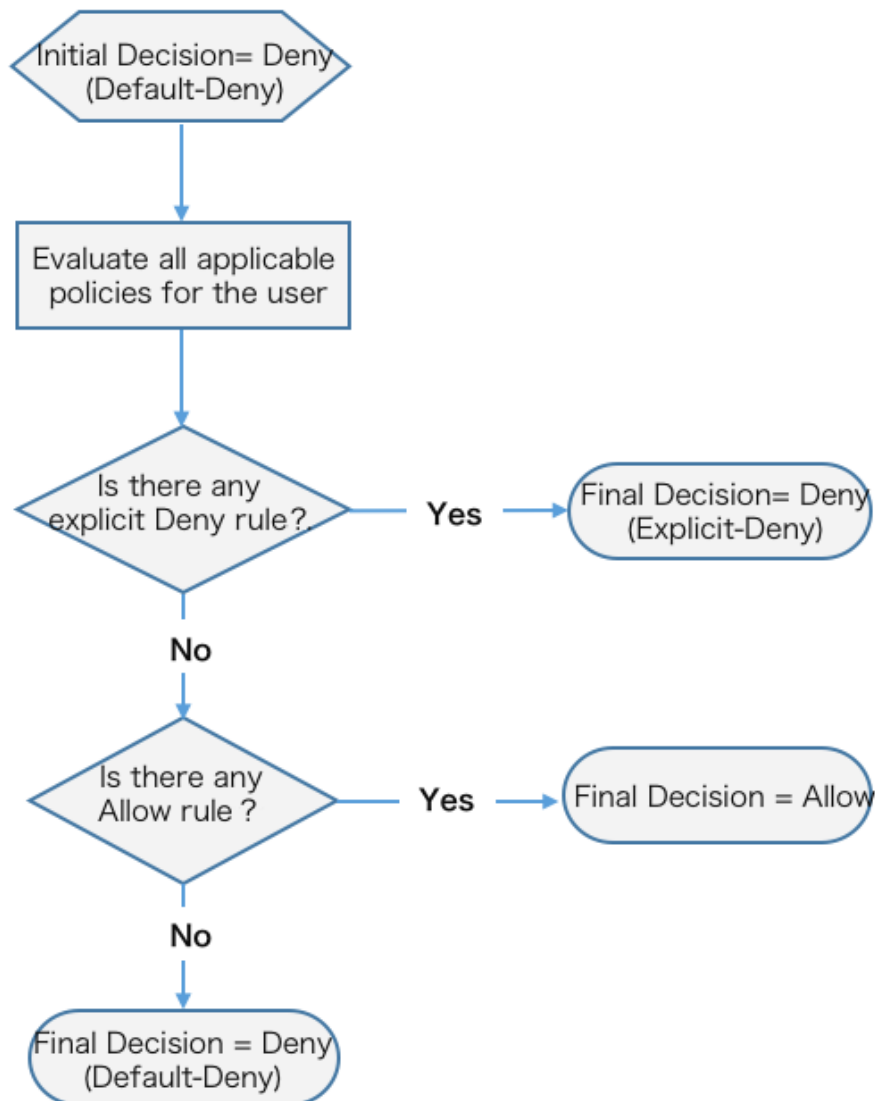 Initial Decision= Deny
(Default-Deny)
Evaluate all applicable
policies for the user
Is there any
explicit Deny rule?.
Yes
Final Decision= Deny
(Explicit-Deny)
No
Is there any
Allow rule ?
Yes
Final Decision = Allow
No
Final Decision = Deny
(Default-Deny)